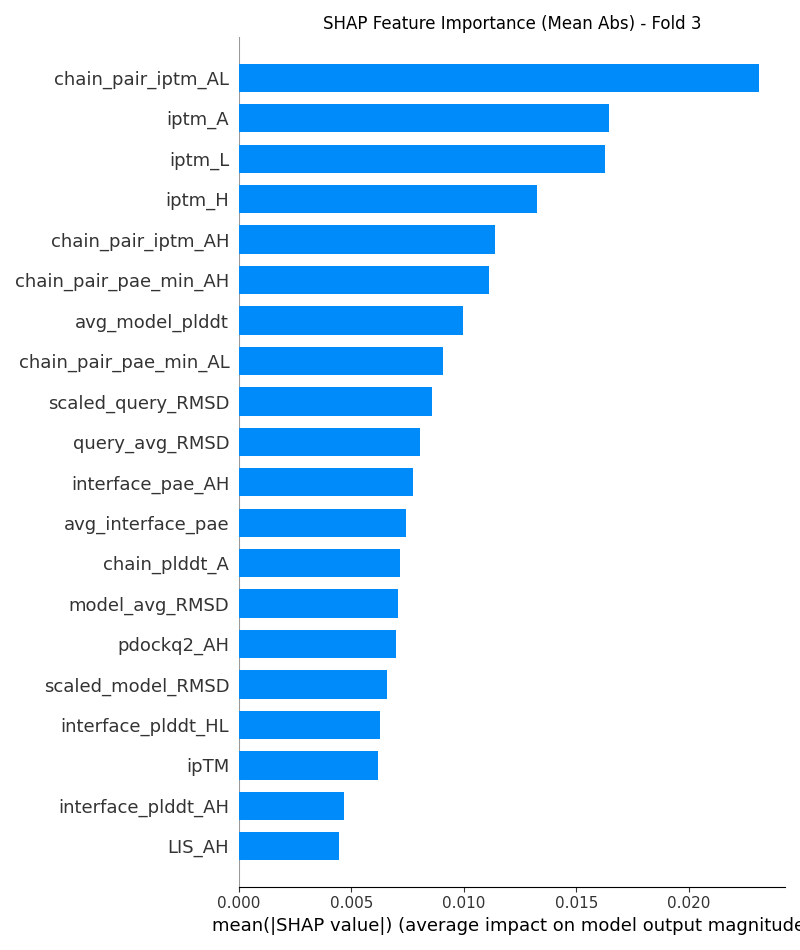 SHAP Feature Importance (Mean Abs) - Fold 3
chain_pair_iptm_AL
iptm_A
iptm_L
iptm_H
chain_pair_iptm_AH
chain_pair_pae_min_AH
avg_model_plddt
chain_pair_pae_min_AL
scaled_query_RMSD
query_avg_RMSD
interface_pae_AH
avg_interface_pae
chain_plddt_A
model_avg_RMSD
pdockq2_AH
scaled_model_RMSD
interface_plddt_HL
ipTM
interface_plddt_AH
LIS_AH
0.000 0.005 0.010 0.015 0.020
mean(|SHAP value|) (average impact on model output magnitude